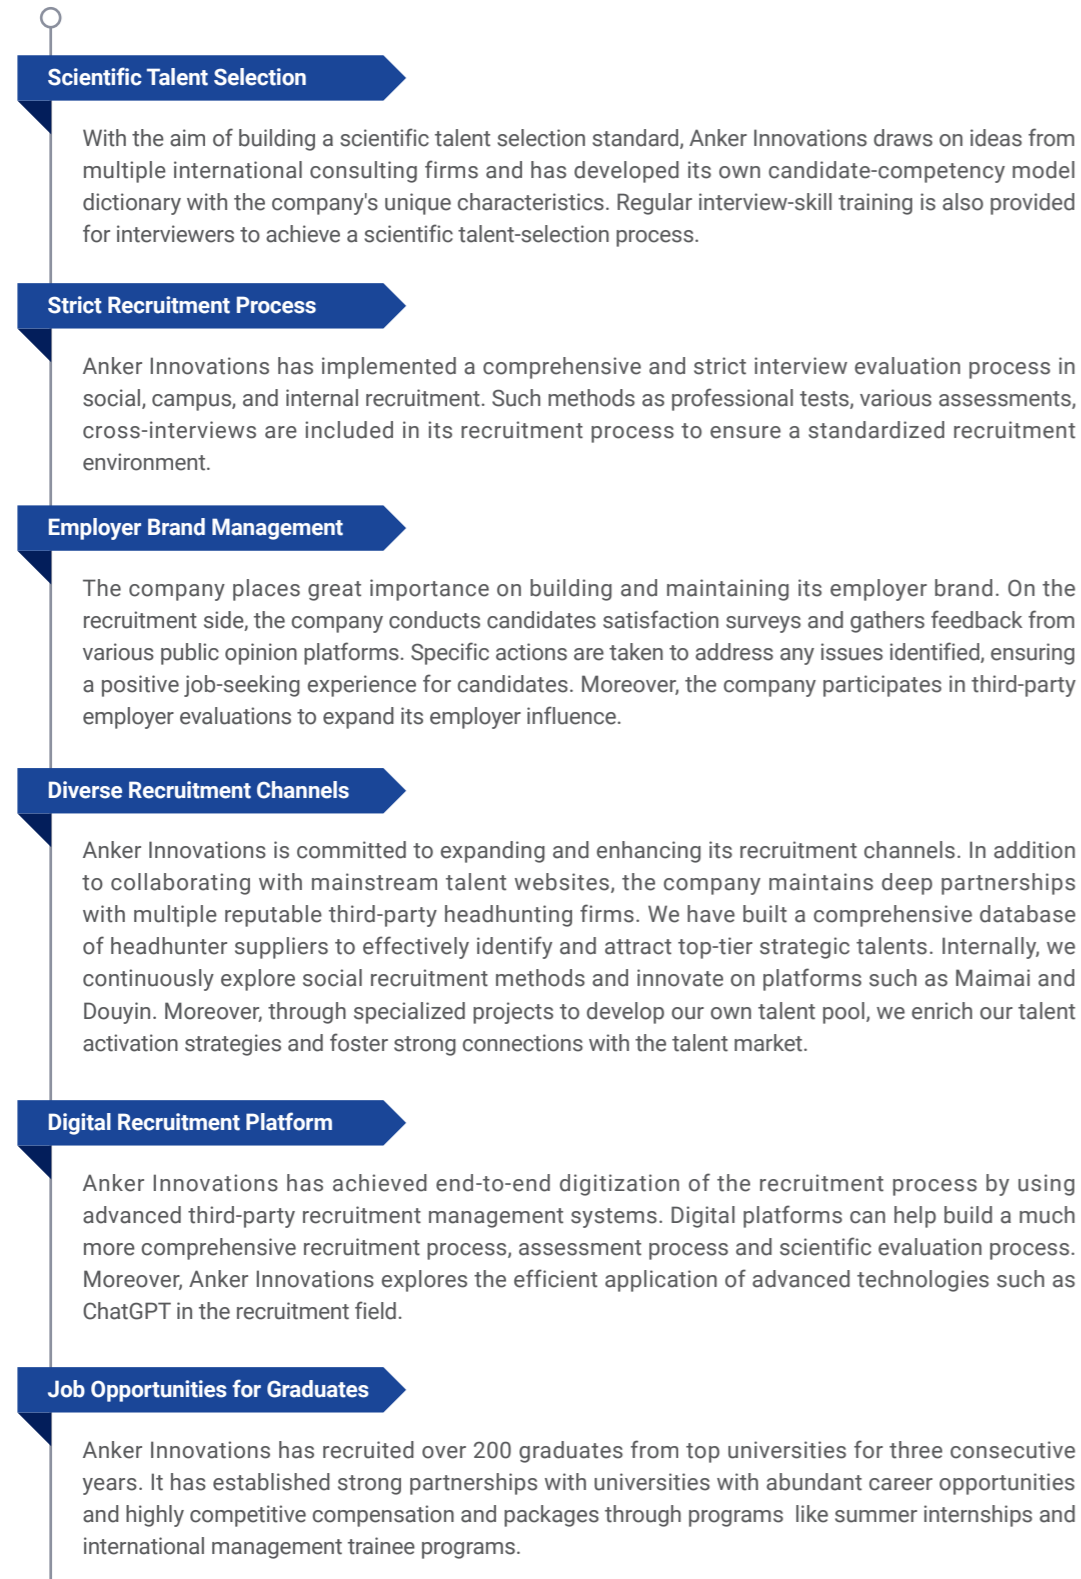 Scientific Talent Selection
With the aim of building a scientific talent selection standard, Anker Innovations draws on ideas from
multiple international consulting firms and has developed its own candidate-competency model
dictionary with the company's unique characteristics. Regular interview-skill training is also provided
for interviewers to achieve a scientific talent-selection process.
Strict Recruitment Process
Anker Innovations has implemented a comprehensive and strict interview evaluation process in
social, campus, and internal recruitment. Such methods as professional tests, various assessments,
cross-interviews are included in its recruitment process to ensure a standardized recruitment
environment.
Employer Brand Management
The company places great importance on building and maintaining its employer brand. On the
recruitment side, the company conducts candidates satisfaction surveys and gathers feedback from
various public opinion platforms. Specific actions are taken to address any issues identified, ensuring
a positive job-seeking experience for candidates. Moreover, the company participates in third-party
employer evaluations to expand its employer influence.
Diverse Recruitment Channels
Anker Innovations is committed to expanding and enhancing its recruitment channels. In addition
to collaborating with mainstream talent websites, the company maintains deep partnerships
with multiple reputable third-party headhunting firms. We have built a comprehensive database
of headhunter suppliers to effectively identify and attract top-tier strategic talents. Internally, we
continuously explore social recruitment methods and innovate on platforms such as Maimai and
Douyin. Moreover, through specialized projects to develop our own talent pool, we enrich our talent
activation strategies and foster strong connections with the talent market.
Digital Recruitment Platform
Anker Innovations has achieved end-to-end digitization of the recruitment process by using
advanced third-party recruitment management systems. Digital platforms can help build a much
more comprehensive recruitment process, assessment process and scientific evaluation process.
Moreover, Anker Innovations explores the efficient application of advanced technologies such as
ChatGPT in the recruitment field.
Job Opportunities for Graduates
Anker Innovations has recruited over 200 graduates from top universities for three consecutive
years. It has established strong partnerships with universities with abundant career opportunities
and highly competitive compensation and packages through programs like summer internships and
international management trainee programs.